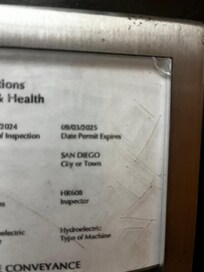 tions
& Health
/2024 09/03/2025
of Inspection Date Permit Expires
SAN DIEGO
City or Town
HR608
Inspector
electric Hydroelectric
Type of Machine
E CONVEYANCE